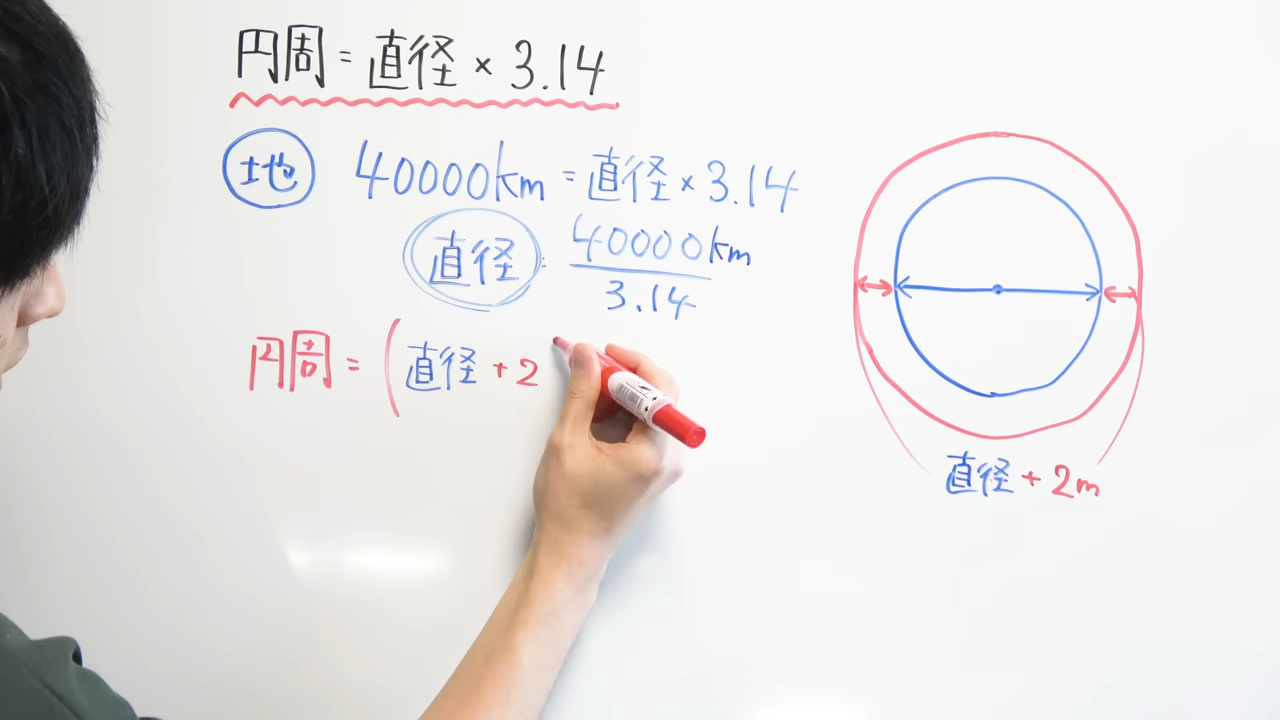 円周=直径×3.14
地 40000km=直径×3.14
直径: 40000km
3.14
円周=(直径+2
直径+2m